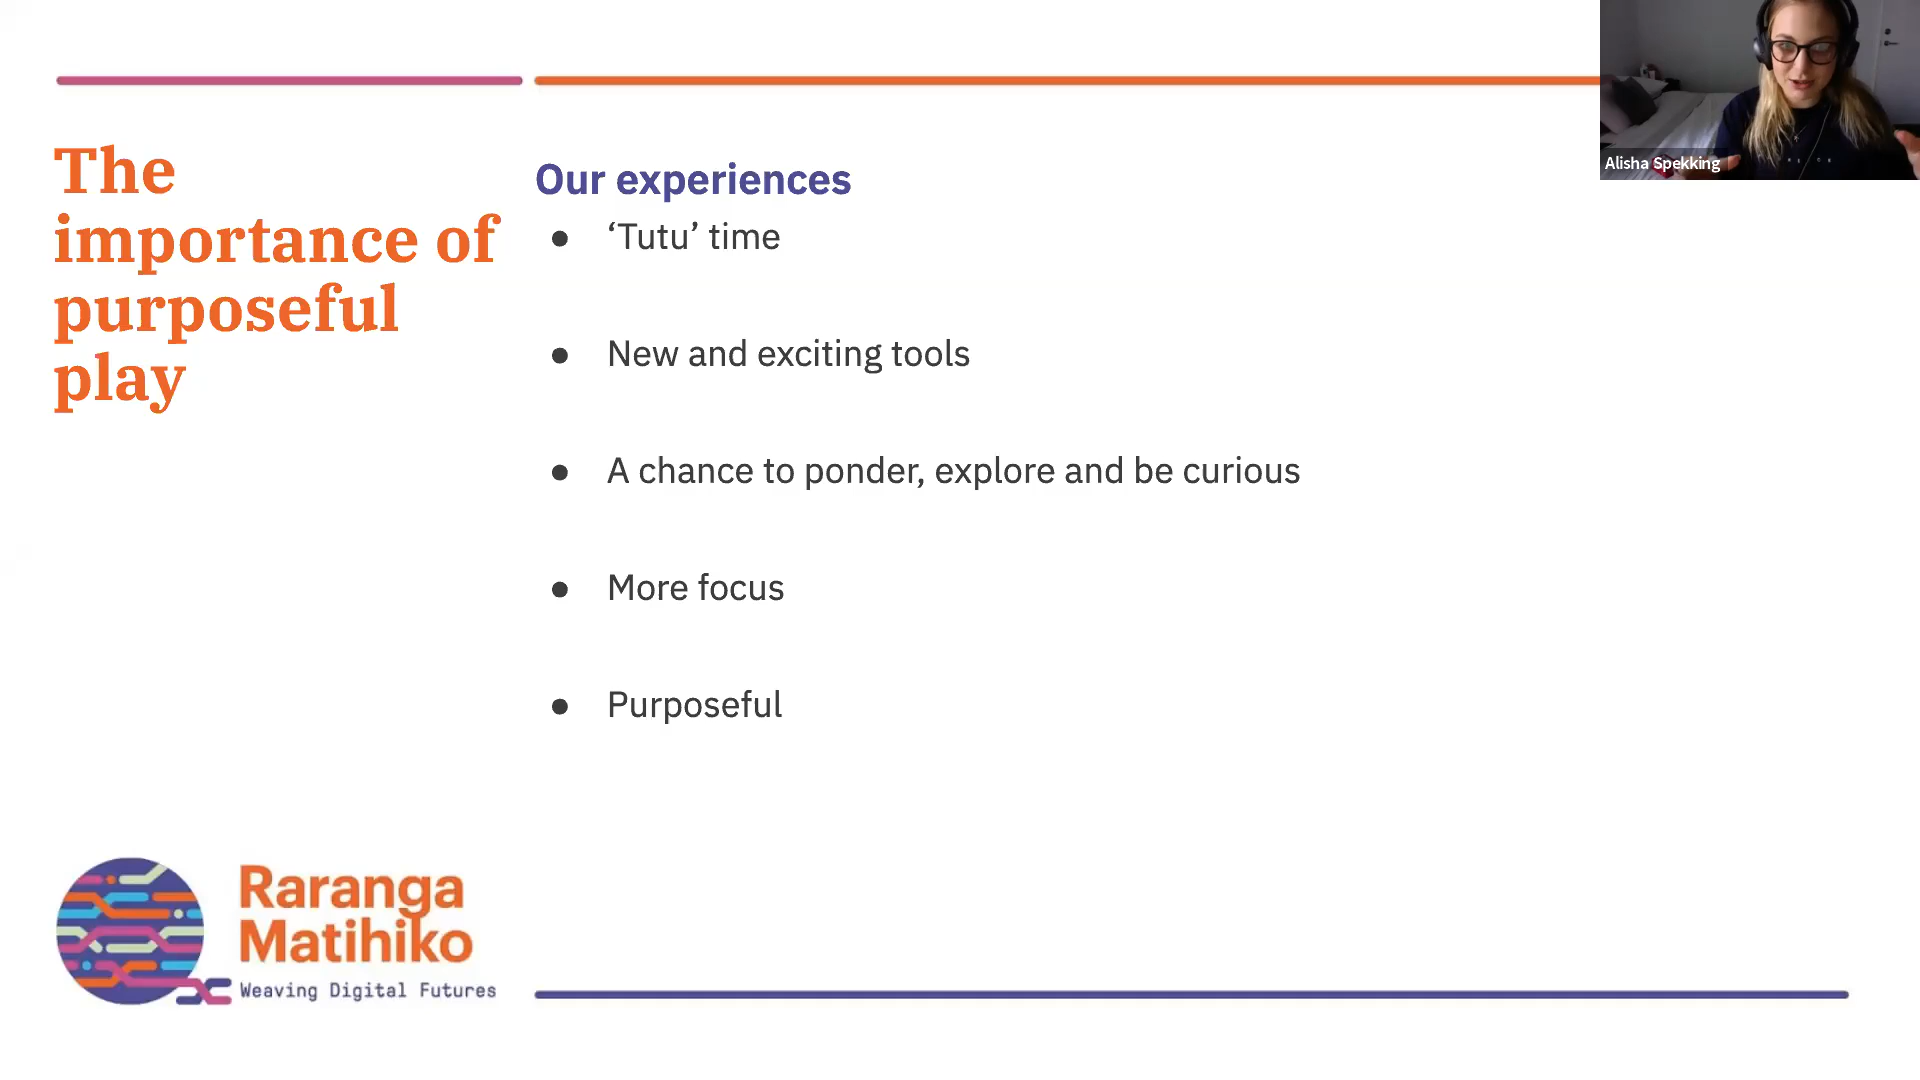 The
importance of
purposeful
play
Our experiences
● ‘Tutu’ time
● New and exciting tools
● A chance to ponder, explore and be curious
● More focus
● Purposeful
Alisha Spekking
Raranga
Matihiko
Weaving Digital Futures